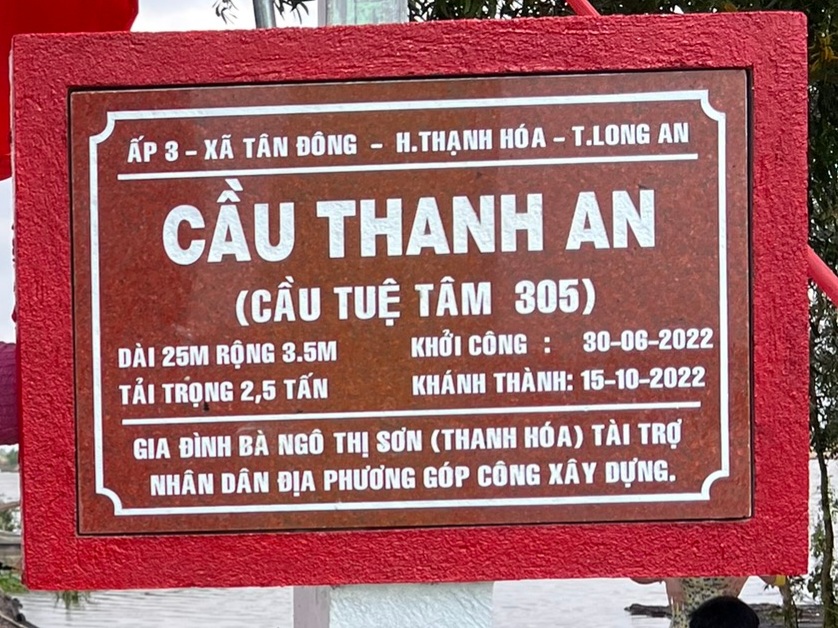 ẤP 3 - XÃ TÂN ĐÔNG - H.THẠNH HÓA - T.LONG AN
CẦU THANH AN
(CẦU TUỆ TÂM 305)
DÀI 25M RỘNG 3.5M KHỞI CÔNG : 30-06-2022
TẢI TRỌNG 2,5 TẤN KHÁNH THÀNH: 15-10-2022
GIA ĐÌNH BÀ NGÔ THỊ SƠN (THANH HÓA) TÀI TRỢ
NHÂN DÂN ĐỊA PHƯƠNG GÓP CÔNG XÂY DỰNG.